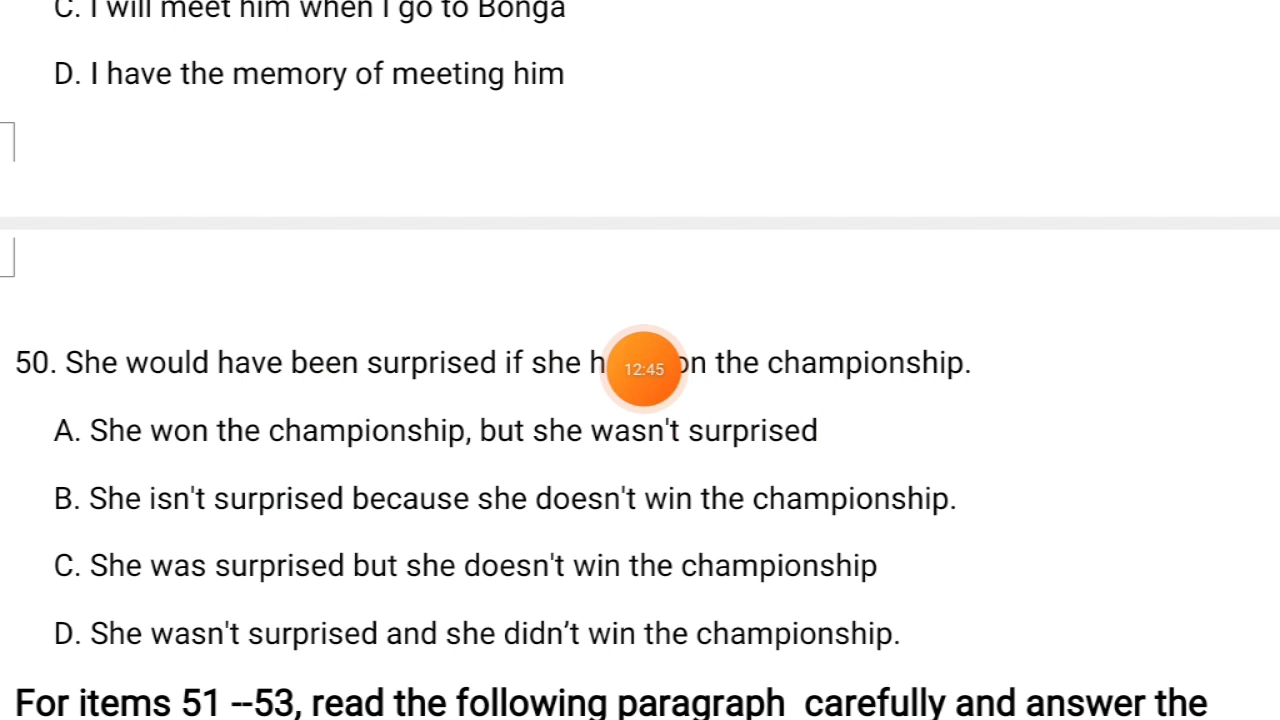 C. I will meet him when I go to Bonga
D. I have the memory of meeting him
50. She would have been surprised if she the championship.
12:45
A. She won the championship, but she wasn't surprised
B. She isn't surprised because she doesn't win the championship.
C. She was surprised but she doesn't win the championship
D. She wasn't surprised and she didn’t win the championship.
For items 51 --53, read the following paragraph carefully and answer the